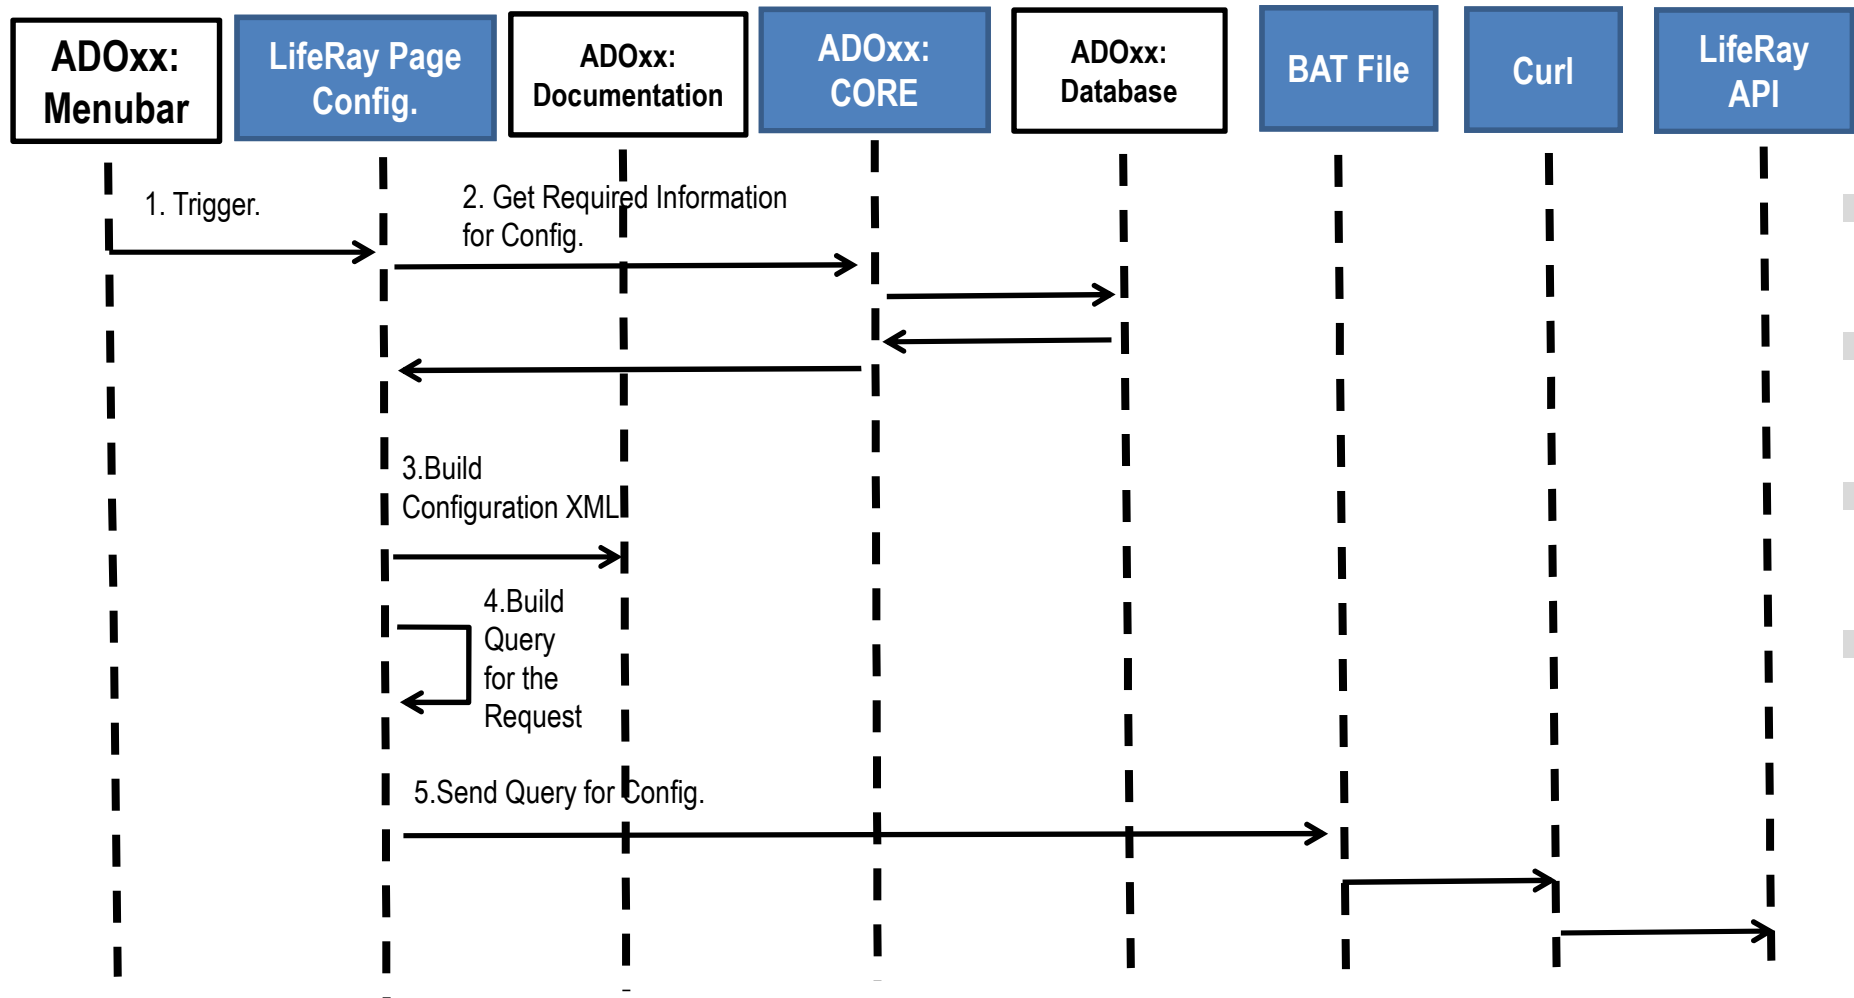 ADOxx:
Menubar
LifeRay Page
Config.
ADOxx:
Documentation
ADOxx:
CORE
ADOxx:
Database
BAT File
Curl
LifeRay
API
1. Trigger.
2. Get Required Information
for Config.
3.Build
Configuration XML
4.Build
Query
for the
Request
5.Send Query for Config.